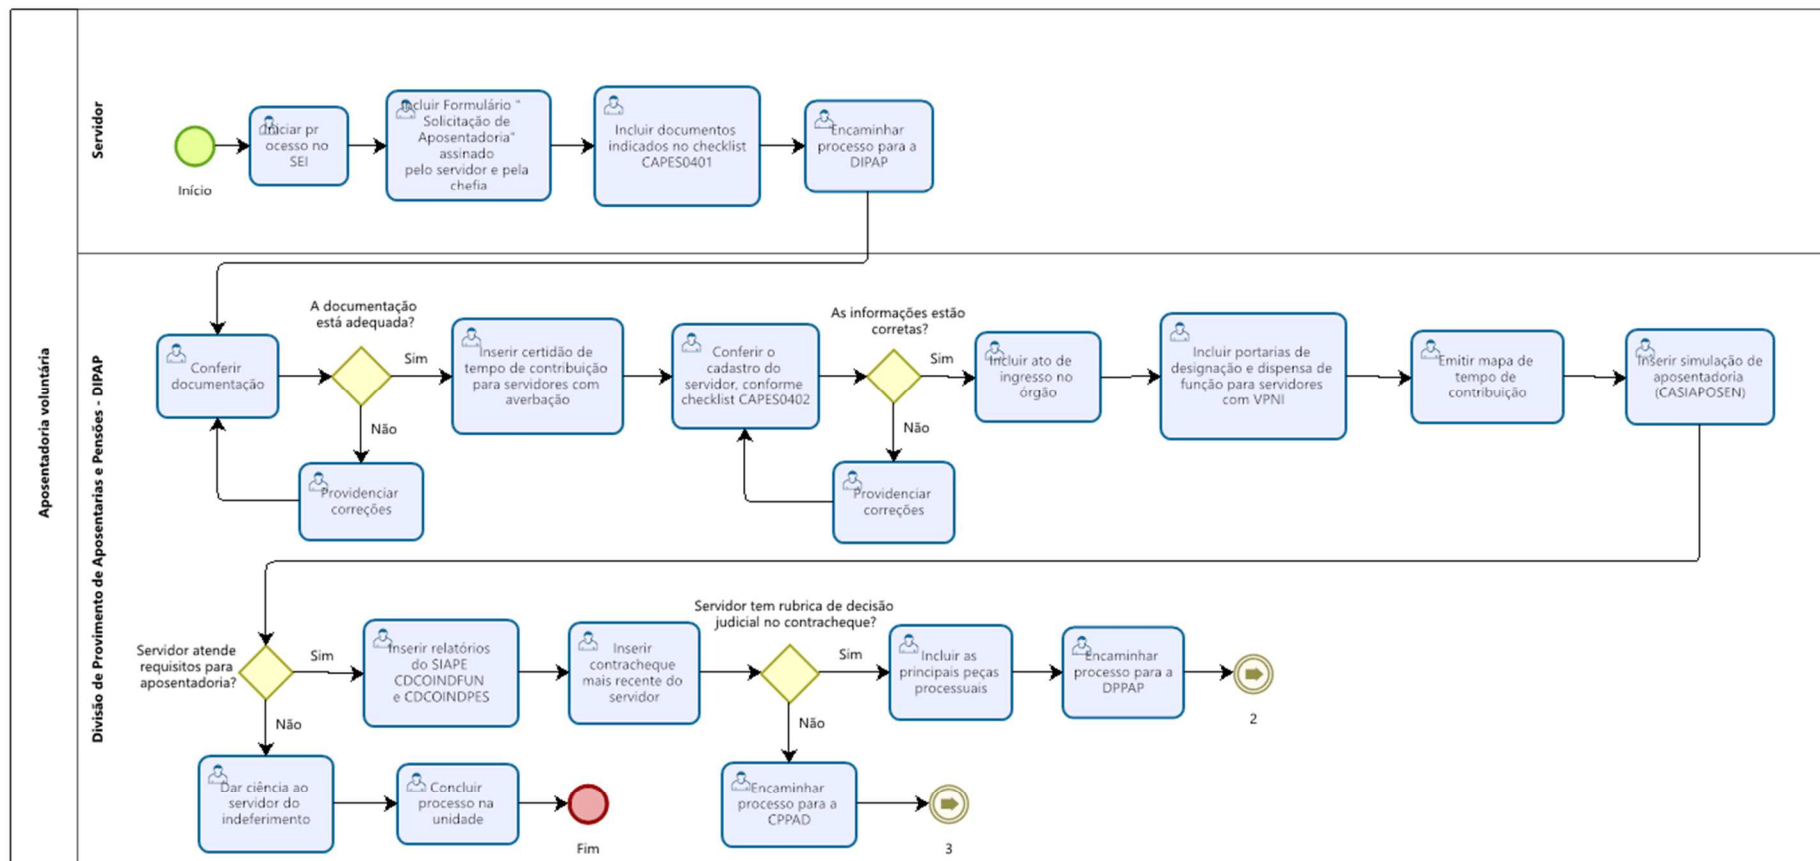 Aposentadoria voluntária
Servidor
Início
Iniciar pr
ocesso no
SEI
Incluir Formulário "
Solicitação de
Aposentadoria"
assinado
pelo servidor e pela
chefia
Incluir documentos
indicados no checklist
CAPES0401
Encaminhar
processo para a
DIPAP
Divisão de Provimento de Aposentarias e Pensões - DIPAP
Conferir
documentação
A documentação
está adequada?
Sim
Não
Providenciar
correções
Inserir certidão de
tempo de contribuição
para servidores com
averbação
Conferir o
cadastro do
servidor, conforme
checklist CAPES0402
As informações estão
corretas?
Sim
Não
Providenciar
correções
Incluir ato de
ingresso no
órgão
Incluir portarias de
designação e dispensa de
função para servidores
com VPNI
Emitir mapa de
tempo de
contribuição
Inserir simulação de
aposentadoria
(CASIAPOSEN)
Servidor atende
requisitos para
aposentadoria?
Sim
Não
Inserir relatórios
do SIAPE
CDCOINDFUN
e CDCOINDPES
Inserir
contracheque
mais recente do
servidor
Servidor tem rubrica de decisão
judicial no contracheque?
Sim
Não
Incluir as
principais peças
processuais
Encaminhar
processo para a
DPPAP
2
Dar ciência ao
servidor do
indeferimento
Concluir
processo na
unidade
Fim
Encaminhar
processo para a
CPPAD
3